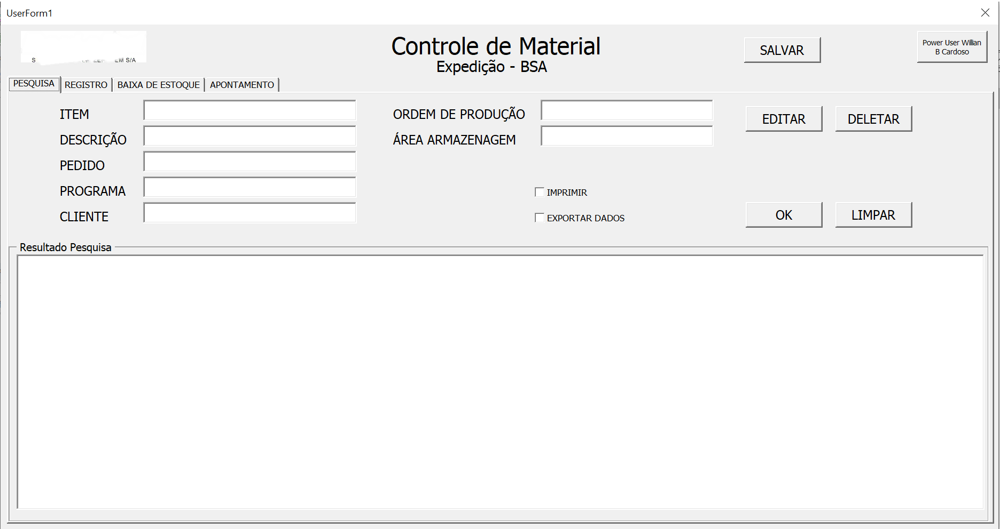 UserForm1
S/A
Controle de Material
Expedição - BSA
SALVAR
Power User Willian
B Cardoso
PESQUISA
REGISTRO
BAIXA DE ESTOQUE
APONTAMENTO
ITEM
ORDEM DE PRODUÇÃO
EDITAR
DELETAR
DESCRIÇÃO
ÁREA ARMAZENAGEM
PEDIDO
PROGRAMA
IMPRIMIR
CLIENTE
EXPORTAR DADOS
OK
LIMPAR
Resultado Pesquisa